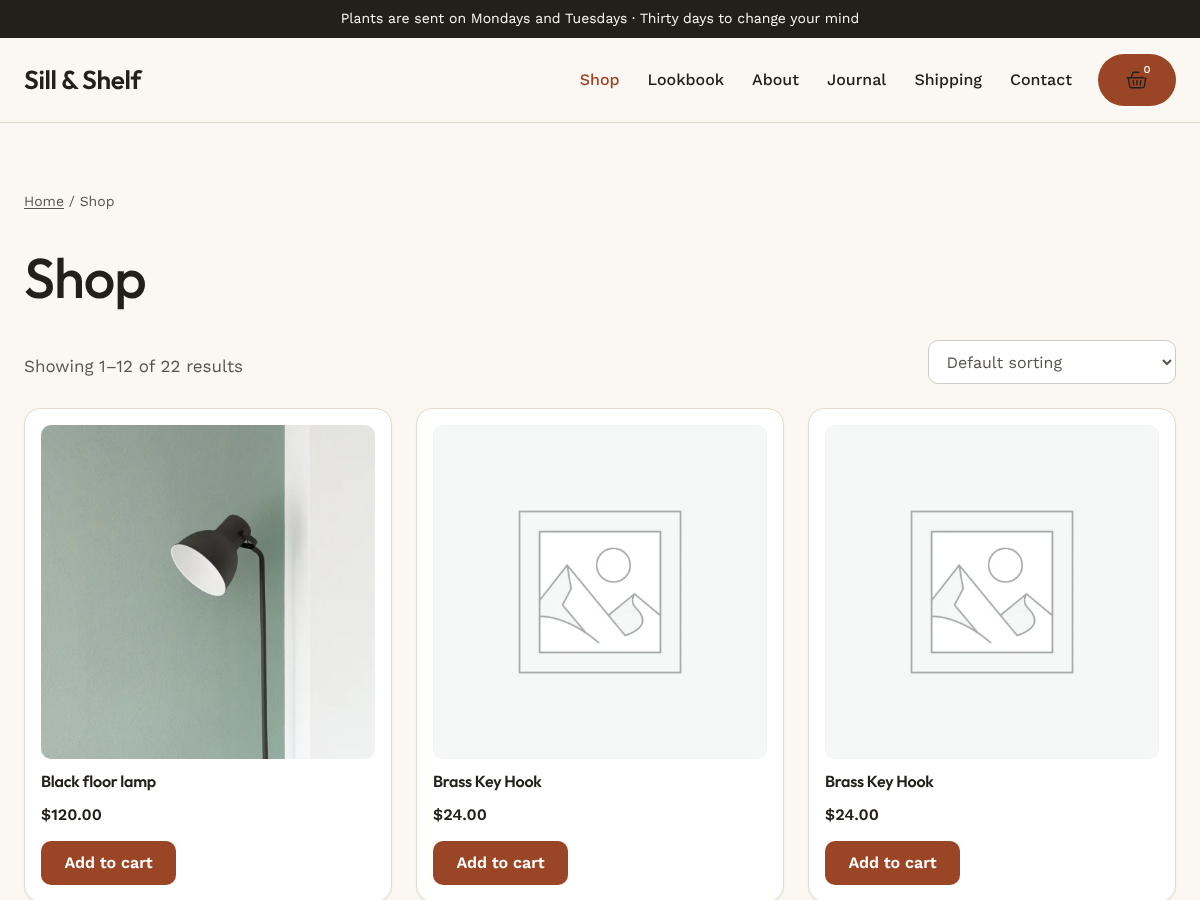 Plants are sent on Mondays and Tuesdays · Thirty days to change your mind
Sill & Shelf
Shop Lookbook About Journal Shipping Contact 0
Home / Shop
Shop
Showing 1–12 of 22 results
Default sorting
Black floor lamp
$120.00
Add to cart
Brass Key Hook
$24.00
Add to cart
Brass Key Hook
$24.00
Add to cart